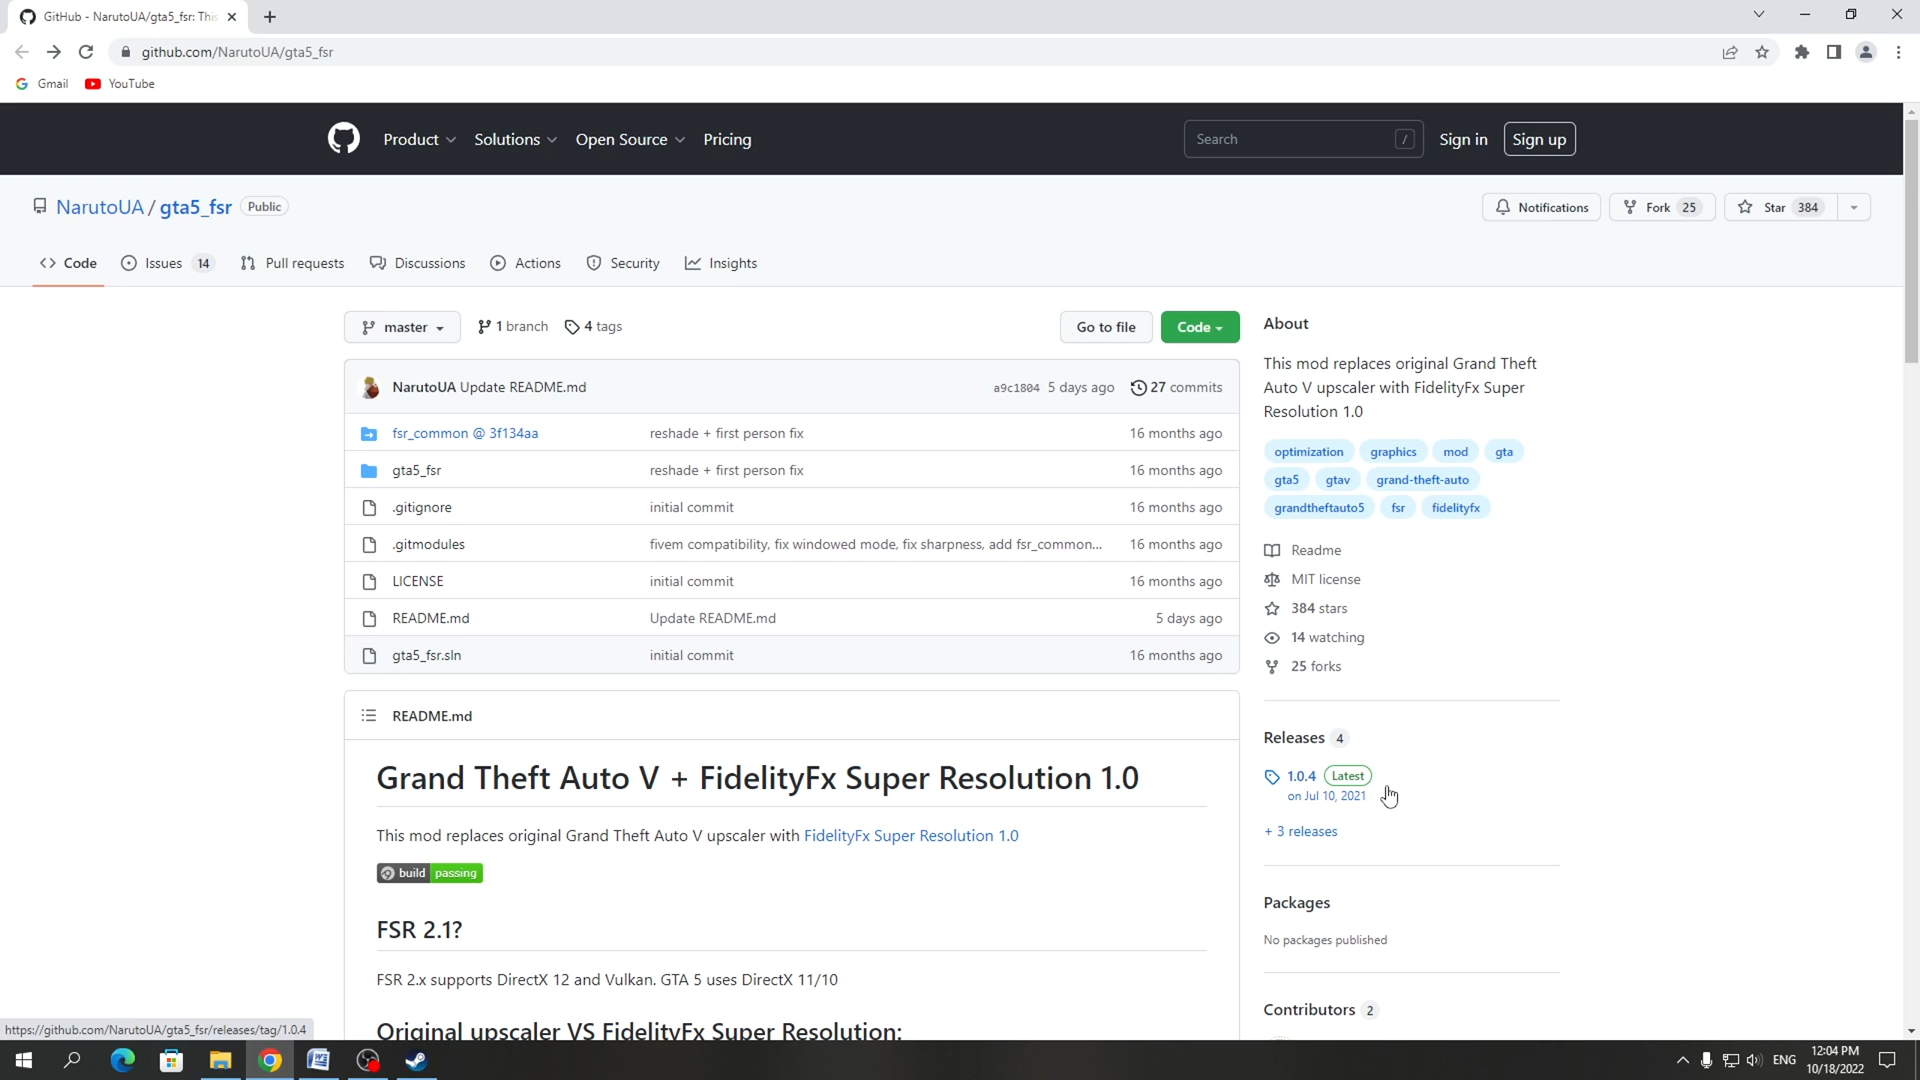 GitHub - NarutoUA/gta5_fsr: This
github.com/NarutoUA/gta5_fsr
Gmail YouTube
Product Solutions Open Source Pricing Search / Sign in Sign up
NarutoUA / gta5_fsr Public Notifications Fork 25 Star 384
Code Issues 14 Pull requests Discussions Actions Security Insights
master 1 branch 4 tags Go to file Code
NarutoUA Update README.md a9c1804 5 days ago 27 commits
fsr_common @ 3f134aa reshade + first person fix 16 months ago
gta5_fsr reshade + first person fix 16 months ago
.gitignore initial commit 16 months ago
.gitmodules fivem compatibility, fix windowed mode, fix sharpness, add fsr_common... 16 months ago
LICENSE initial commit 16 months ago
README.md Update README.md 5 days ago
gta5_fsr.sln initial commit 16 months ago
README.md
Grand Theft Auto V + FidelityFx Super Resolution 1.0
This mod replaces original Grand Theft Auto V upscaler with FidelityFx Super Resolution 1.0
build passing
FSR 2.1?
FSR 2.x supports DirectX 12 and Vulkan. GTA 5 uses DirectX 11/10
Original upscaler VS FidelityFx Super Resolution:
About
This mod replaces original Grand Theft
Auto V upscaler with FidelityFx Super
Resolution 1.0
optimization graphics mod gta
gta5 gtav grand-theft-auto
grandtheftauto5 fsr fidelityfx
Readme
MIT license
384 stars
14 watching
25 forks
Releases 4
1.0.4 Latest
on Jul 10, 2021
+ 3 releases
Packages
No packages published
Contributors 2
https://github.com/NarutoUA/gta5_fsr/releases/tag/1.0.4
ENG
12:04 PM
10/18/2022